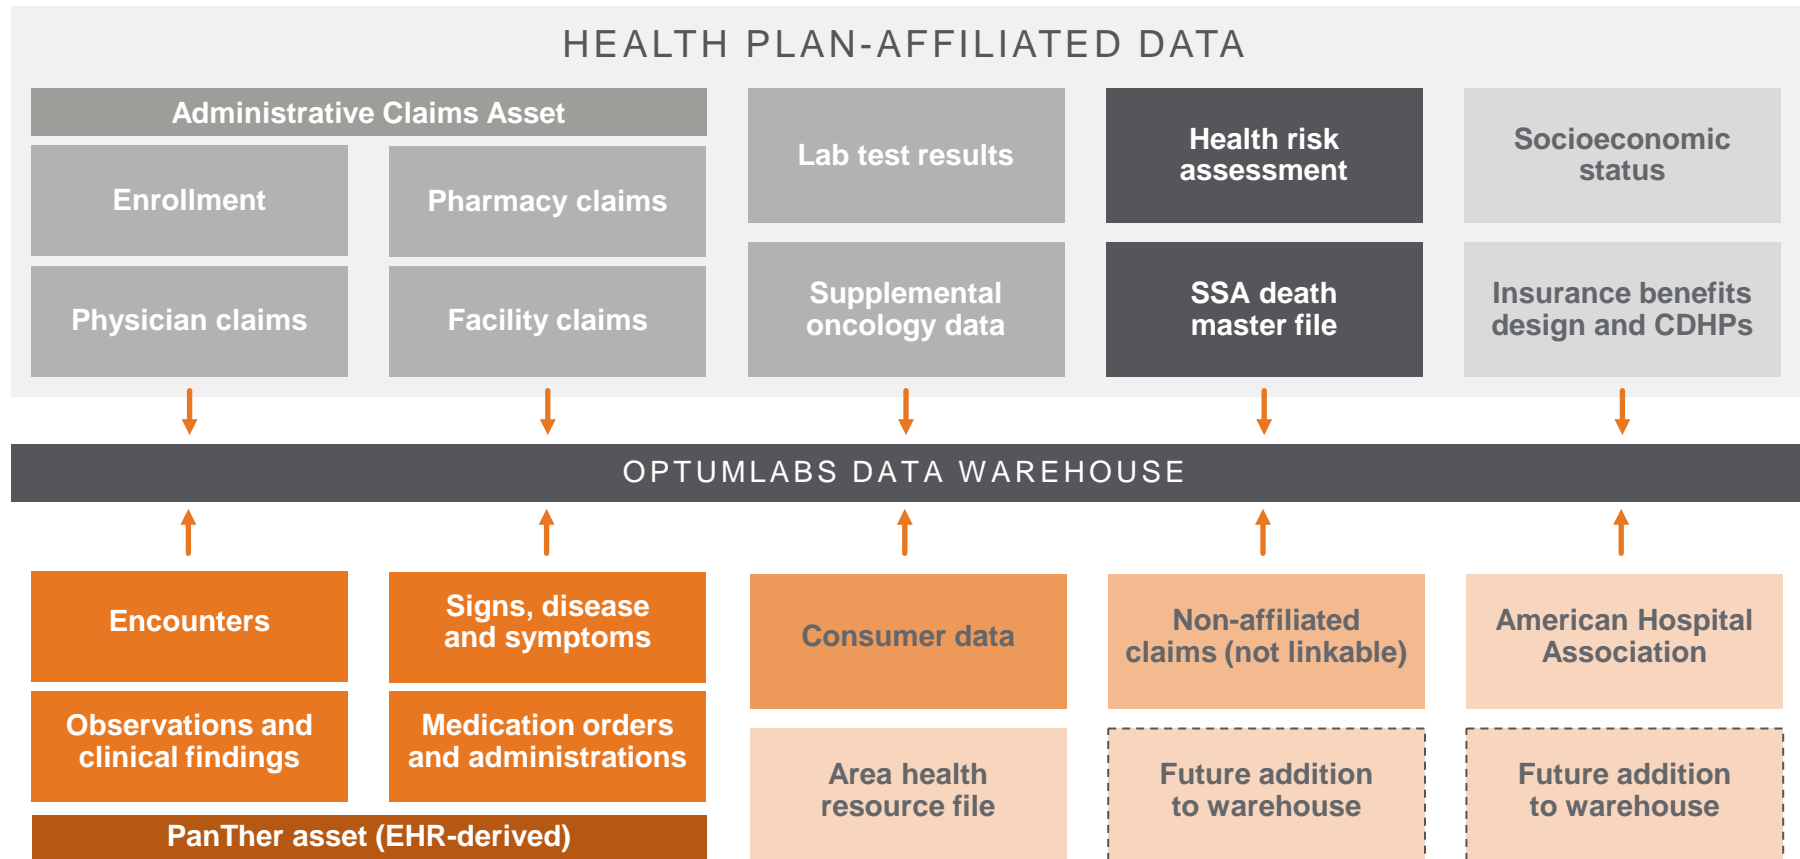 HEALTH PLAN-AFFILIATED DATA
Administrative Claims Asset
Enrollment
Pharmacy claims
Physician claims
Facility claims
Lab test results
Supplemental
oncology data
Health risk
assessment
SSA death
master file
Socioeconomic
status
Insurance benefits
design and CDHPs
OPTUMLABS DATA WAREHOUSE
Encounters
Signs, disease
and symptoms
Observations and
clinical findings
Medication orders
and administrations
PanTher asset (EHR-derived)
Consumer data
Area health
resource file
Non-affiliated
claims (not linkable)
Future addition
to warehouse
American Hospital
Association
Future addition
to warehouse